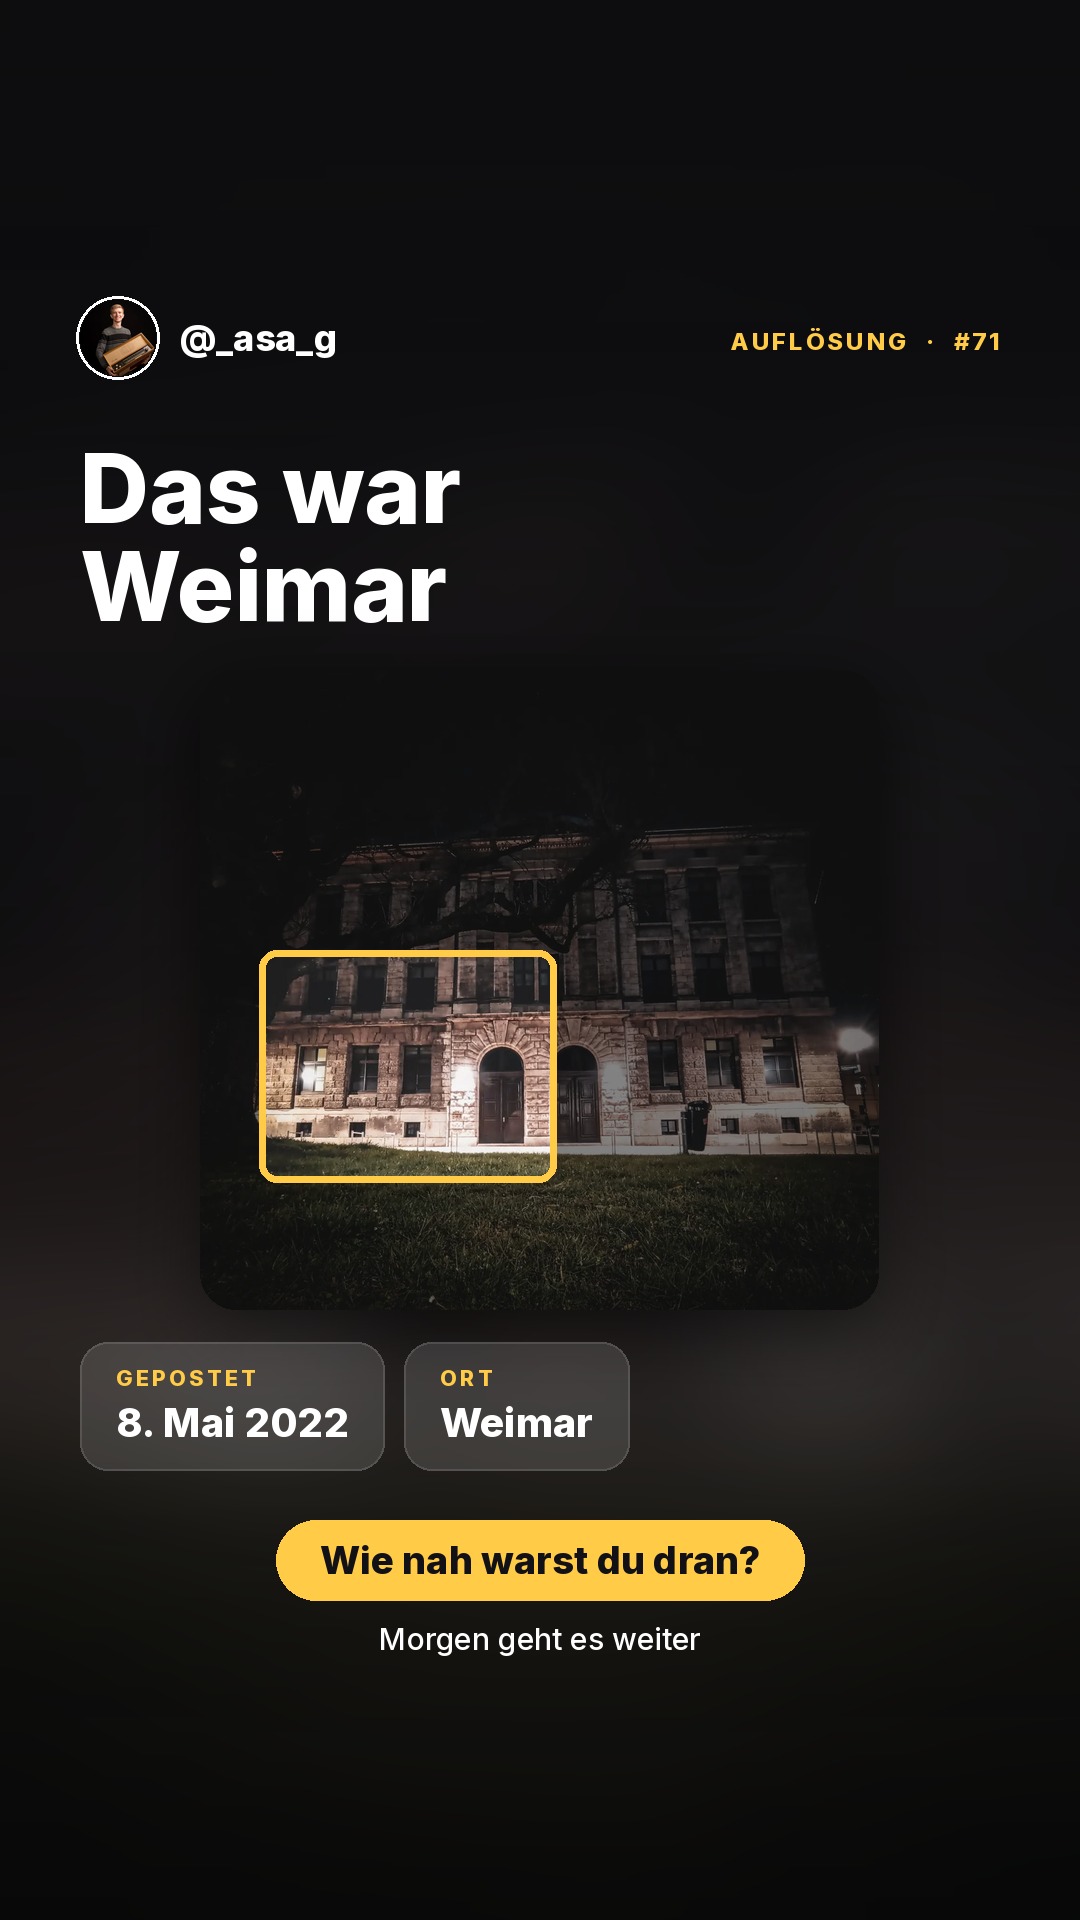 @_asa_g
AUFLÖSUNG · #71
Das war
Weimar
GEPOSTET
8. Mai 2022
ORT
Weimar
Wie nah warst du dran?
Morgen geht es weiter